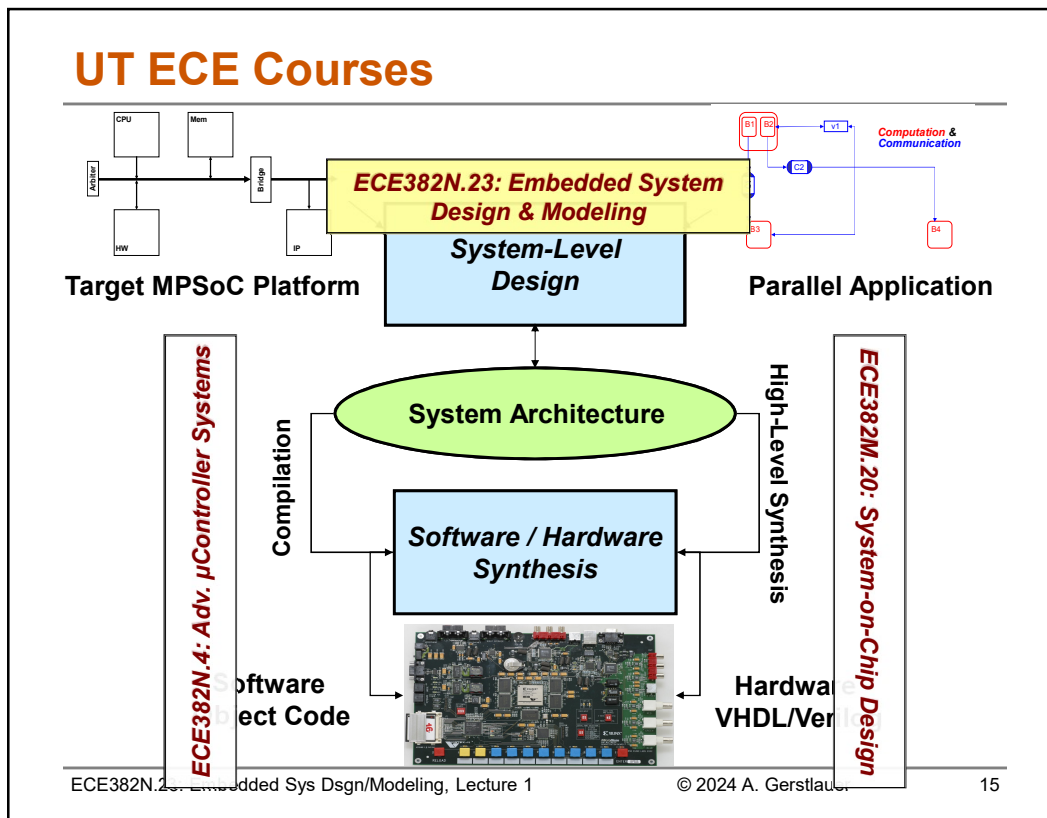 UT ECE Courses
CPU
Mem
Arbiter
Bridge
HW
IP
ECE382N.23: Embedded System
Design & Modeling
B1
B2
v1
C2
B3
B4
Computation &
Communication
System-Level
Design
Target MPSoC Platform
Parallel Application
ECE382N.4: Adv. µController Systems
Compilation
System Architecture
High-Level Synthesis
ECE382M.20: System-on-Chip Design
Software / Hardware
Synthesis
Software
bject Code
Hardware
VHDL/Veril
ECE382N.23: Embedded Sys Dsgn/Modeling, Lecture 1
© 2024 A. Gerstlauer
15